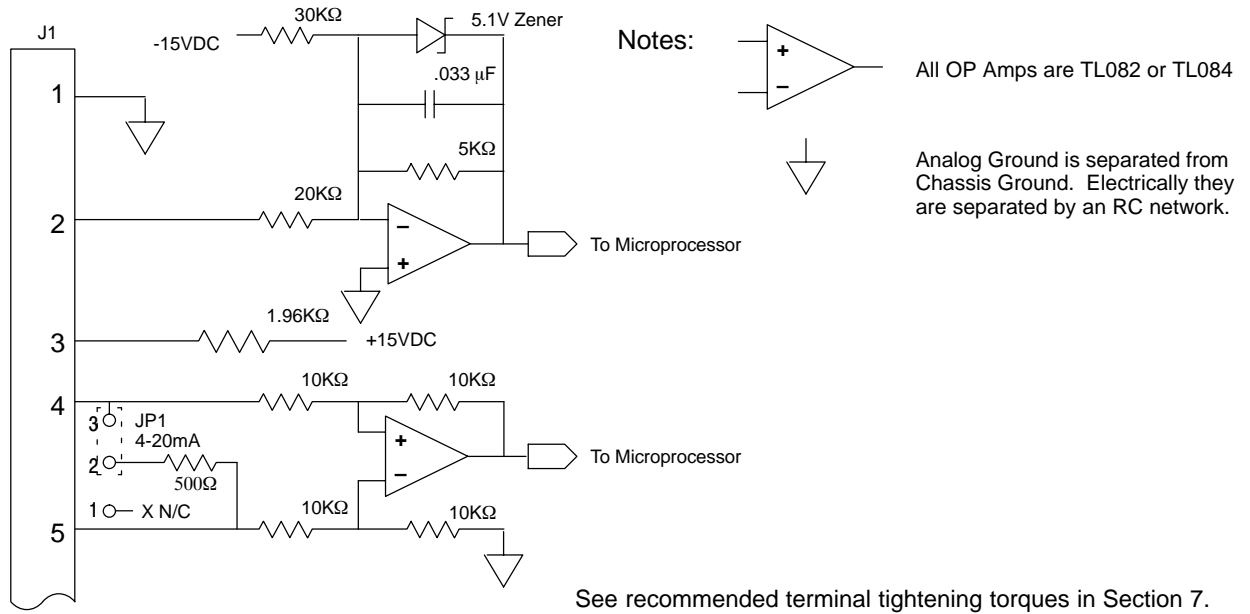 J1
30KΩ
5.1V Zener
-15VDC
.033 μF
1
5KΩ
20KΩ
2
−
+
To Microprocessor
1.96KΩ
3
+15VDC
10KΩ
10KΩ
4
3
JP1
4-20mA
+
−
To Microprocessor
2
500Ω
1
X N/C
10KΩ
10KΩ
5
Notes:
+
−
All OP Amps are TL082 or TL084
Analog Ground is separated from
Chassis Ground. Electrically they
are separated by an RC network.
See recommended terminal tightening torques in Section 7.